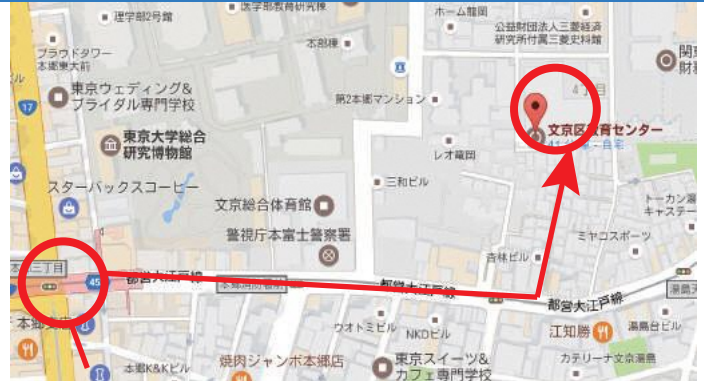 理学部2号館
医学部教育研究棟
ホーム龍岡
公益財団法人三菱経済
研究所付属三菱史料館
本部棟
プラウドタワー
本郷東大前
東京ウェディング&
ブライダル専門学校
17
第2本郷マンション
4丁目
文京区教育センター
東京大学総合
研究博物館
レオ龍岡
スターバックスコーヒー
三和ビル
文京総合体育館
トーカン湯
キャステー
警視庁本富士警察署
ミヤコスポーツ
杏林ビル
45
都営大江戸線
都営大江戸線
都営大江戸線
ウオトミビル
NKDビル
江知勝
湯島台ビル
本郷K&Kビル
焼肉ジャンボ本郷店
東京スイーツ&
カフェ専門学校
カテリーナ文京湯島